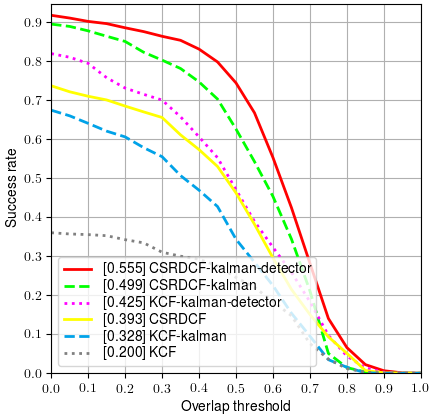 0.9
0.8
0.7
0.6
0.5
0.4
0.3
0.2
0.1
0.0
Success rate
[0.555] CSRDCF-kalman-detector
[0.499] CSRDCF-kalman
[0.425] KCF-kalman-detector
[0.393] CSRDCF
[0.328] KCF-kalman
[0.200] KCF
0.0 0.1 0.2 0.3 0.4 0.5 0.6 0.7 0.8 0.9 1.0
Overlap threshold